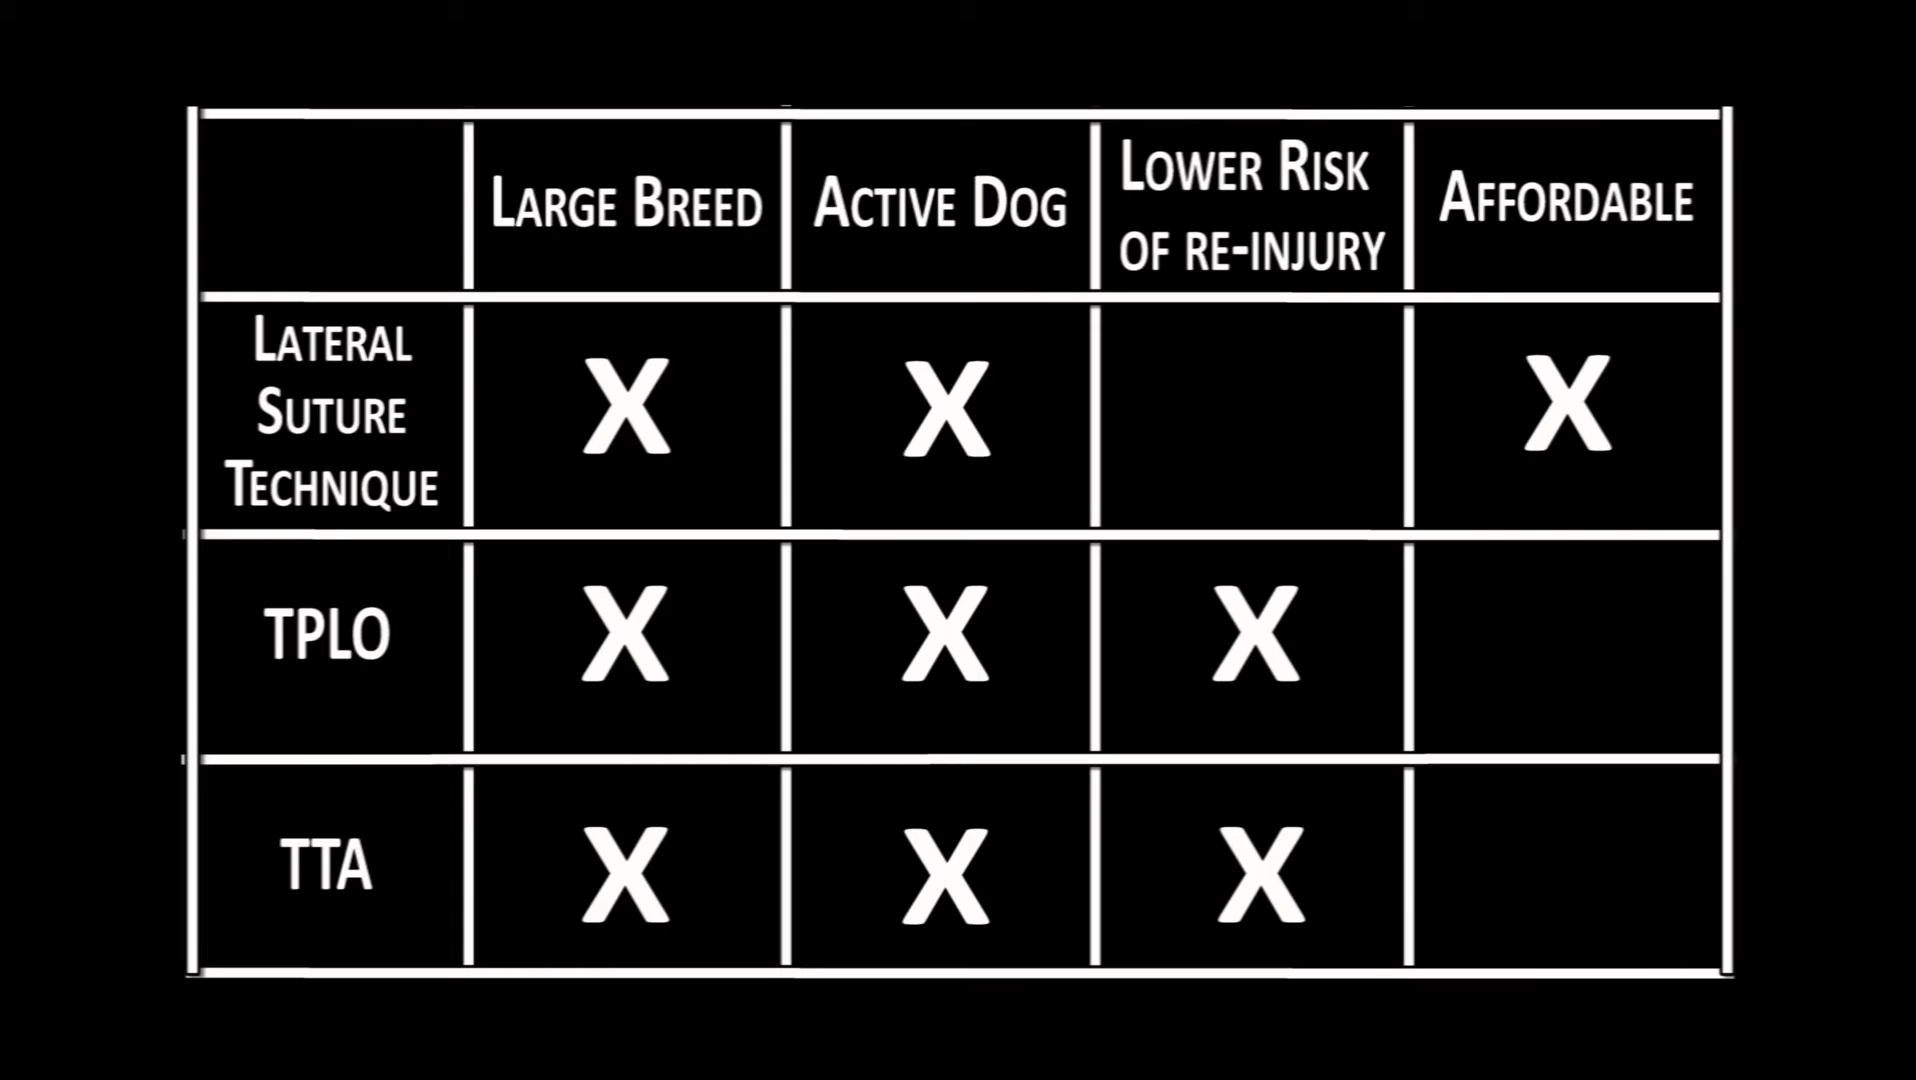 Large Breed
Active Dog
Lower Risk
of re-injury
Affordable
Lateral
Suture
Technique
X
X
X
TPLO
X
X
X
TTA
X
X
X